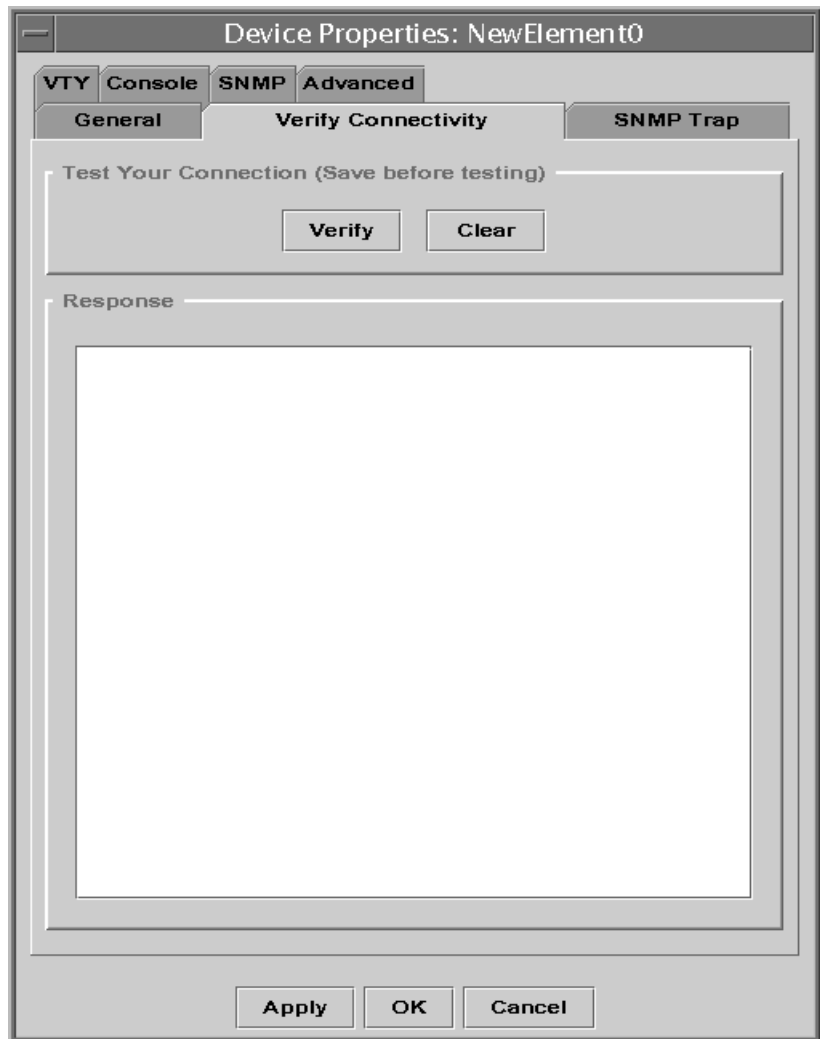 Device Properties: NewElement0
VTY Console SNMP Advanced
General Verify Connectivity SNMP Trap
Test Your Connection (Save before testing)
Verify Clear
Response
Apply OK Cancel